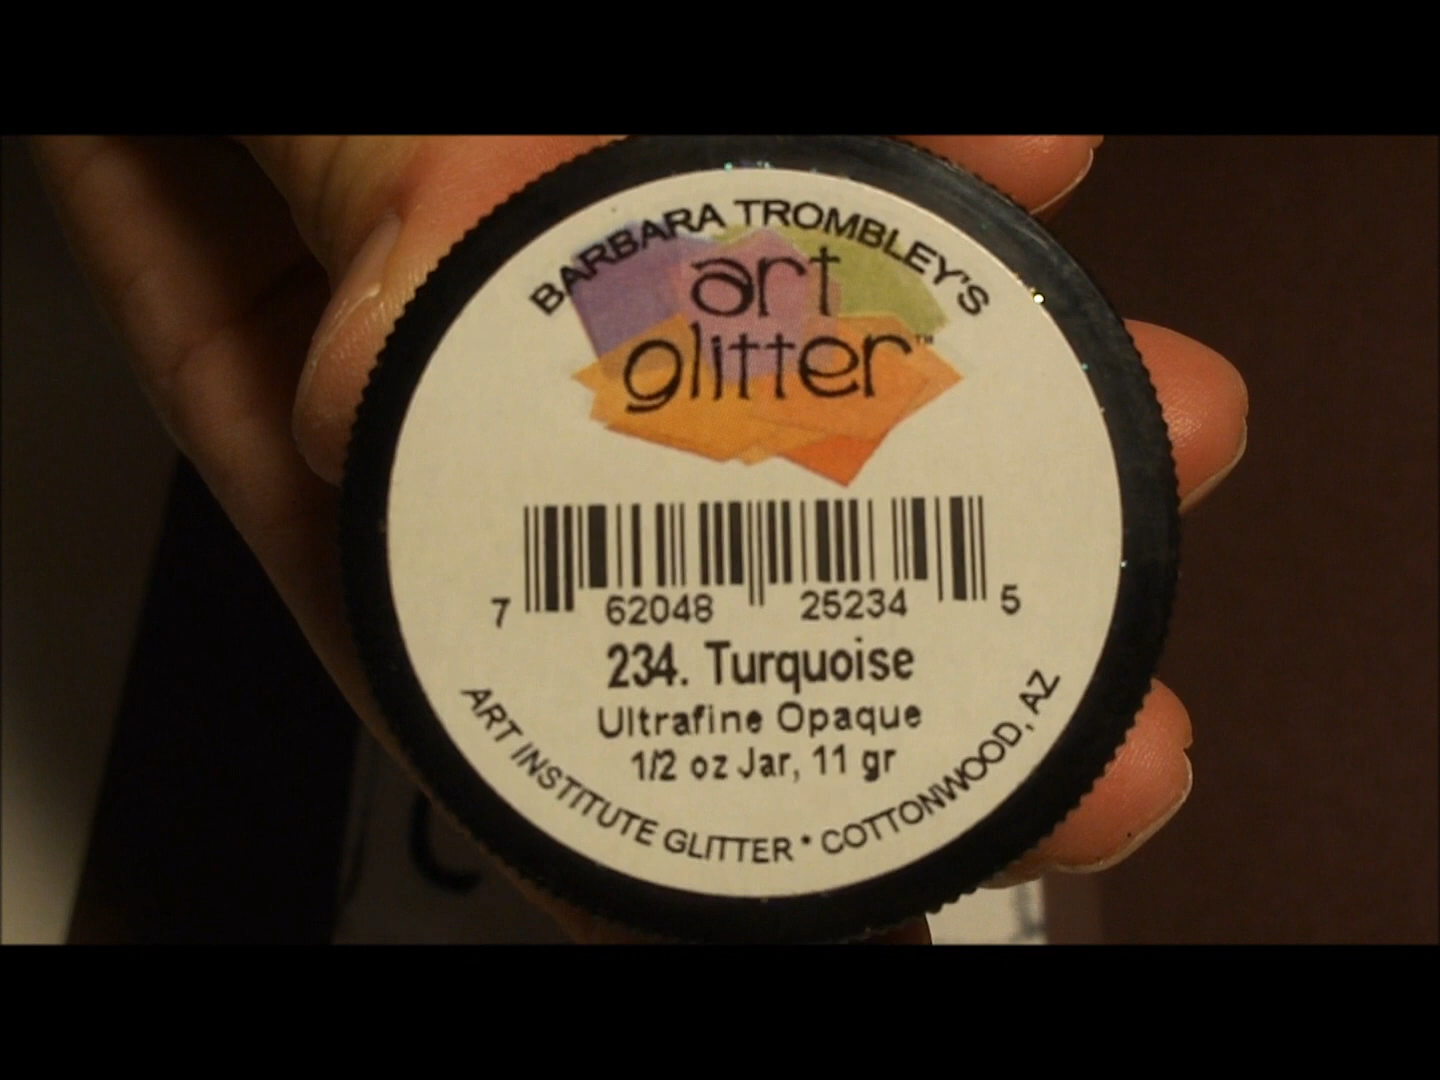 BARBARA TROMBLEY'S
art
glitter™
7 62048 25234 5
234. Turquoise
Ultrafine Opaque
1/2 oz Jar, 11 gr
ART INSTITUTE GLITTER • COTTONWOOD, AZ